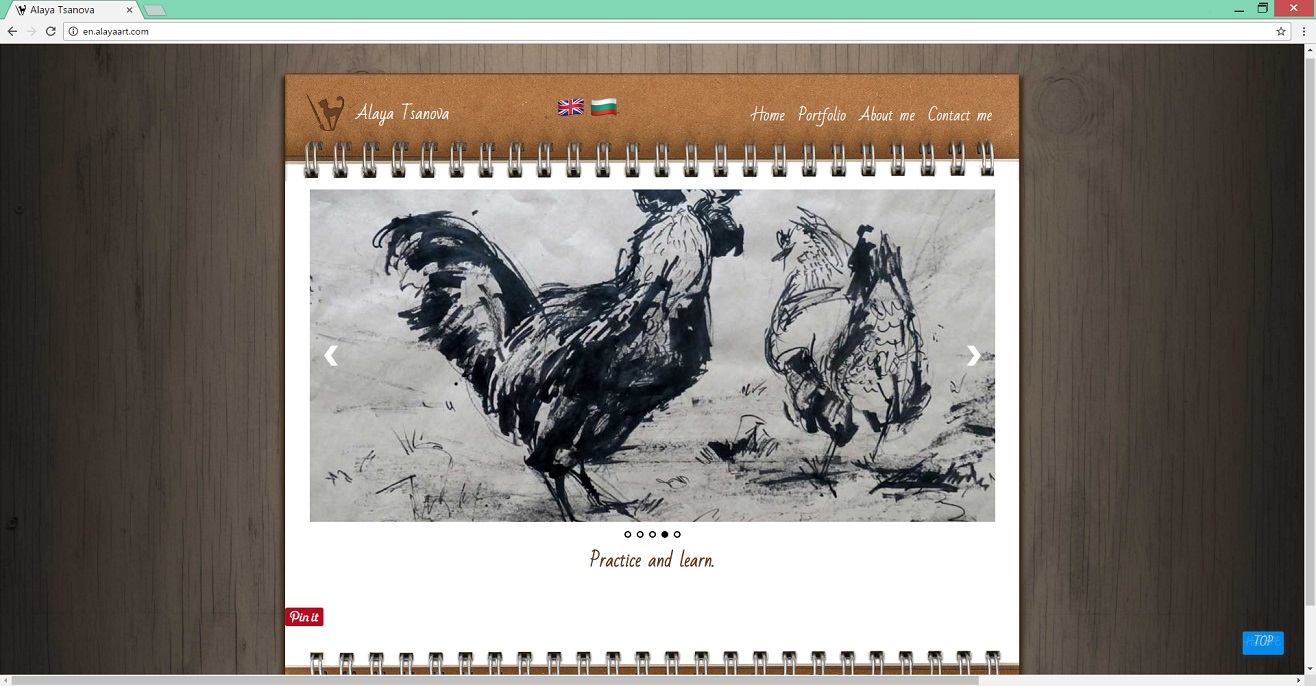 Alaya Tsanova
en.alayaart.com
Alaya Tsanova
Home Portfolio About me Contact me
Practice and learn.
Pin it
TOP